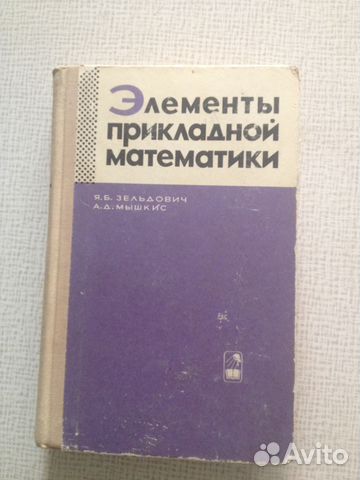 Элементы
прикладной
математики
Я.Б. ЗЕЛЬДОВИЧ
А.Д. МЫШКИС
Avito